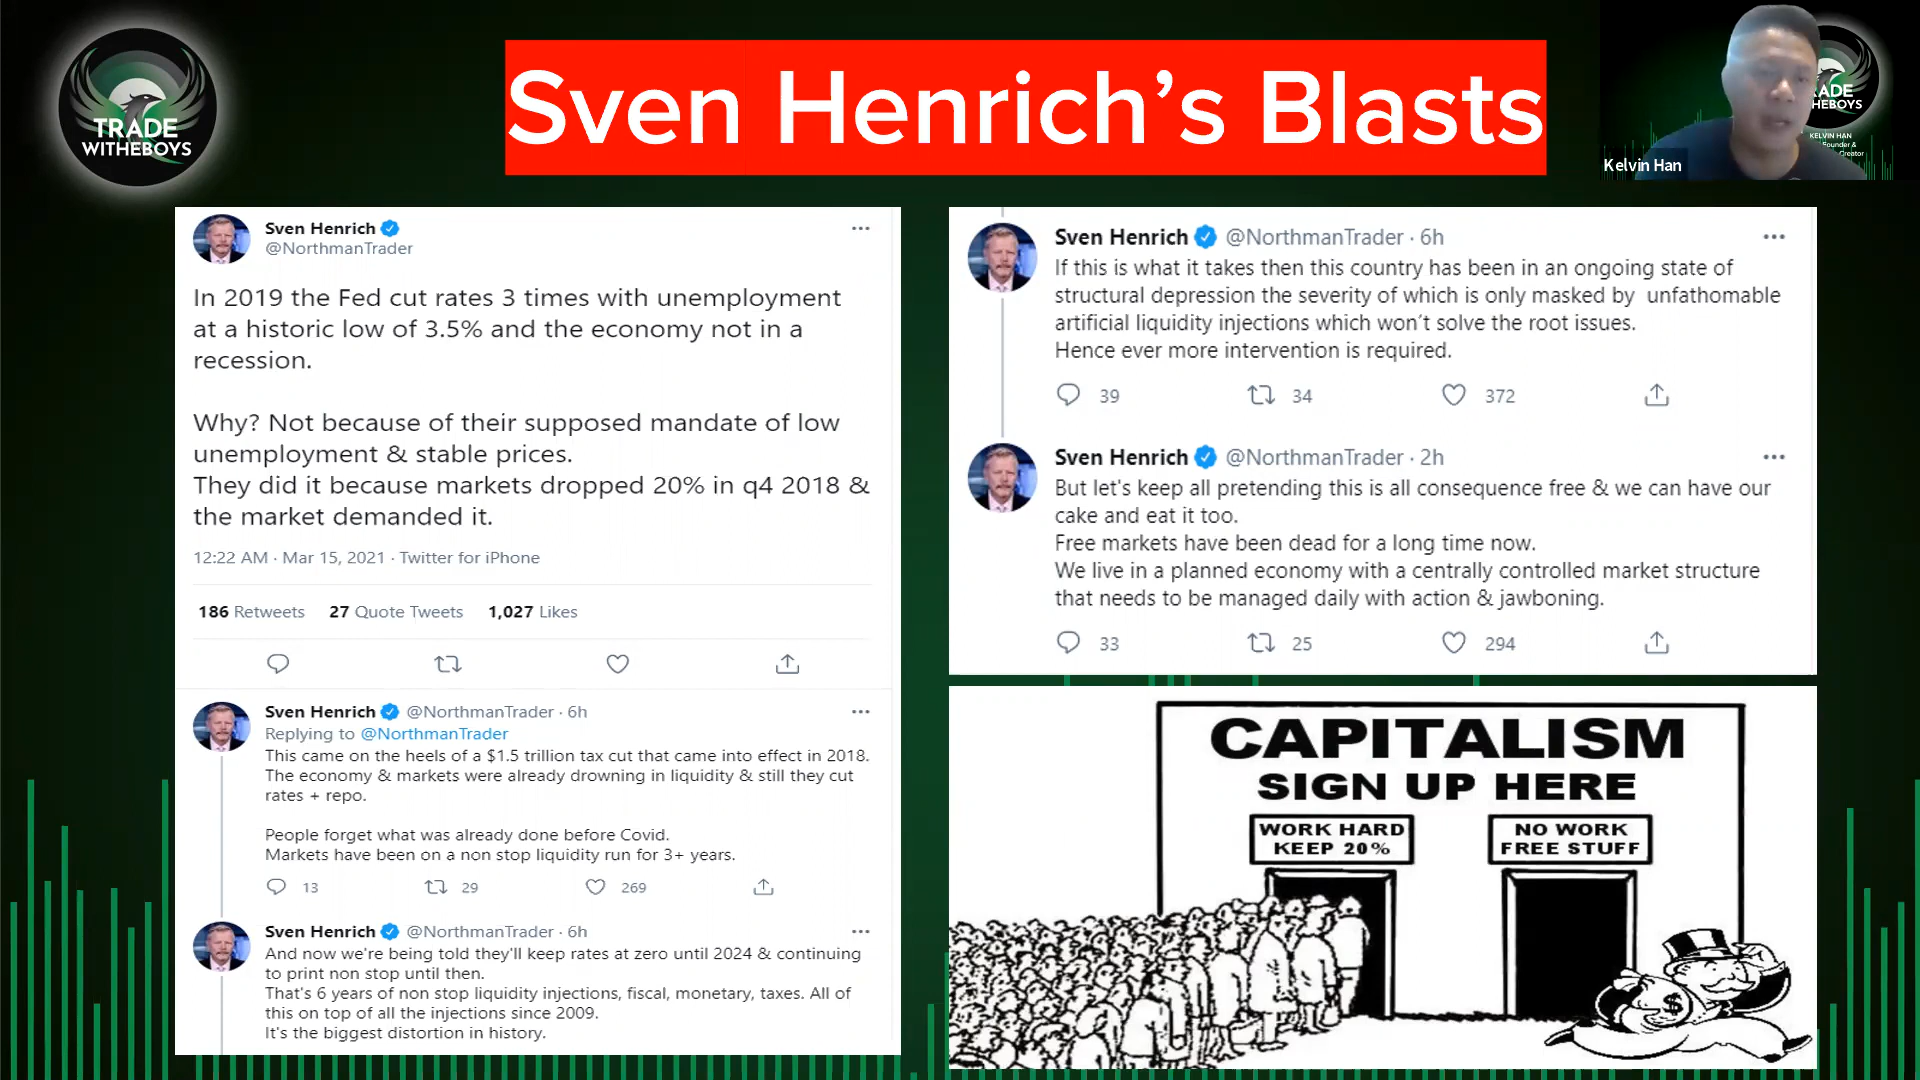 TRADE
WITHEBOYS
Sven Henrich’s Blasts
ADE
HEBOYS
KELVIN HAN
Founder &
Creator
Kelvin Han
Sven Henrich
@NorthmanTrader
In 2019 the Fed cut rates 3 times with unemployment
at a historic low of 3.5% and the economy not in a
recession.
Why? Not because of their supposed mandate of low
unemployment & stable prices.
They did it because markets dropped 20% in q4 2018 &
the market demanded it.
12:22 AM · Mar 15, 2021 · Twitter for iPhone
186 Retweets 27 Quote Tweets 1,027 Likes
Sven Henrich @NorthmanTrader · 6h
Replying to @NorthmanTrader
This came on the heels of a $1.5 trillion tax cut that came into effect in 2018.
The economy & markets were already drowning in liquidity & still they cut
rates + repo.
People forget what was already done before Covid.
Markets have been on a non stop liquidity run for 3+ years.
13 29 269
Sven Henrich @NorthmanTrader · 6h
And now we're being told they'll keep rates at zero until 2024 & continuing
to print non stop until then.
That's 6 years of non stop liquidity injections, fiscal, monetary, taxes. All of
this on top of all the injections since 2009.
It's the biggest distortion in history.
Sven Henrich @NorthmanTrader · 6h
If this is what it takes then this country has been in an ongoing state of
structural depression the severity of which is only masked by unfathomable
artificial liquidity injections which won’t solve the root issues.
Hence ever more intervention is required.
39 34 372
Sven Henrich @NorthmanTrader · 2h
But let's keep all pretending this is all consequence free & we can have our
cake and eat it too.
Free markets have been dead for a long time now.
We live in a planned economy with a centrally controlled market structure
that needs to be managed daily with action & jawboning.
33 25 294
CAPITALISM
SIGN UP HERE
WORK HARD
KEEP 20%
NO WORK
FREE STUFF
$